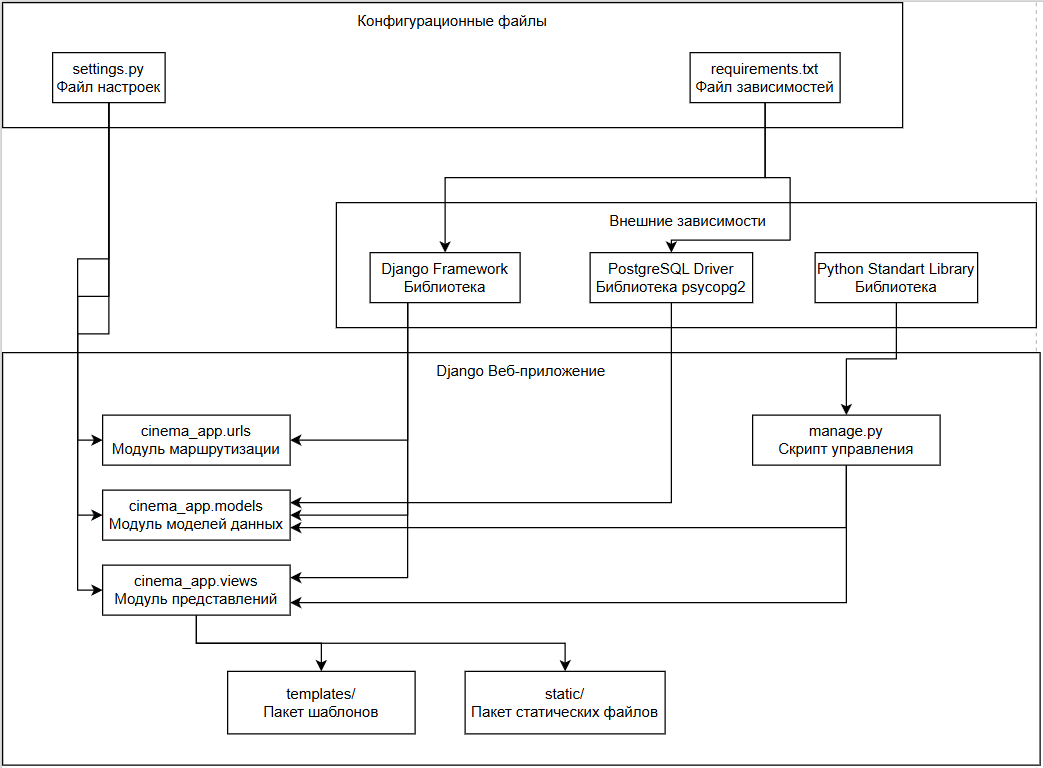 Конфигурационные файлы
settings.py
Файл настроек
requirements.txt
Файл зависимостей
Внешние зависимости
Django Framework
Библиотека
PostgreSQL Driver
Библиотека psycopg2
Python Standart Library
Библиотека
Django Веб-приложение
cinema_app.urls
Модуль маршрутизации
manage.py
Скрипт управления
cinema_app.models
Модуль моделей данных
cinema_app.views
Модуль представлений
templates/
Пакет шаблонов
static/
Пакет статических файлов